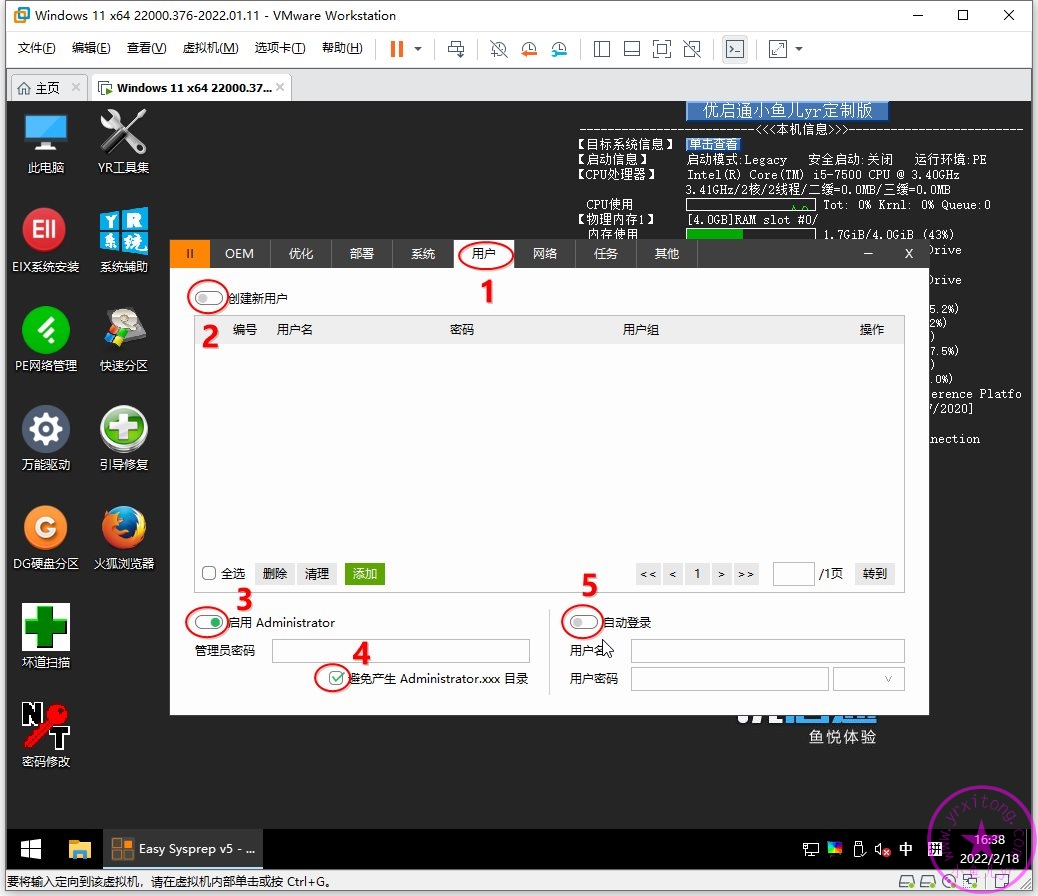 Windows 11 x64 22000.376-2022.01.11 - VMware Workstation
文件(F) 编辑(E) 查看(V) 虚拟机(M) 选项卡(T) 帮助(H)
主页 Windows 11 x64 22000.37...
此电脑 YR工具集
EII
EIX系统安装
YR系统
系统辅助
PE网络管理 快速分区
万能驱动 引导修复
G
DG硬盘分区 火狐浏览器
坏道扫描
NT
密码修改
优启通小鱼儿yr定制版
------------------------<<<本机信息>>>------------------------
【目标系统信息】 单击查看
【启动信息】 启动模式:Legacy 安全启动:关闭 运行环境:PE
【CPU处理器】 Intel(R) Core(TM) i5-7500 CPU @ 3.40GHz
3.41GHz/2核/2线程/二缓=0.0MB/三缓=0.0MB
CPU使用 Tot: 0% Krnl: 0% Queue:0
【物理内存1】 [4.0GB]RAM slot #0/
内存使用 1.7GiB/4.0GiB (43%)
rive
rive
5.2%)
2%)
7.5%)
)
.0%)
erence Platfo
/2020]
nection
OEM 优化 部署 系统 用户 网络 任务 其他 — X
1
创建新用户
2
编号 用户名 密码 用户组 操作
全选 删除 清理 添加 << < 1 > >> /1页 转到
3
5
启用 Administrator 自动登录
管理员密码 用户名
4
避免产生 Administrator.xxx 目录 用户密码
鱼悦体验
Easy Sysprep v5 - ... 中 拼 16:38
2022/2/18
www.yrxitong.com
要将输入定向到该虚拟机，请在虚拟机内部单击或按 Ctrl+G。